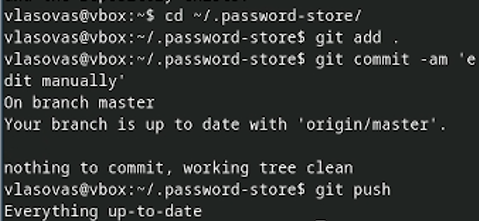 vlasovas@vbox:~$ cd ~/.password-store/
vlasovas@vbox:~/.password-store$ git add .
vlasovas@vbox:~/.password-store$ git commit -am 'e
dit manually'
On branch master
Your branch is up to date with 'origin/master'.

nothing to commit, working tree clean
vlasovas@vbox:~/.password-store$ git push
Everything up-to-date